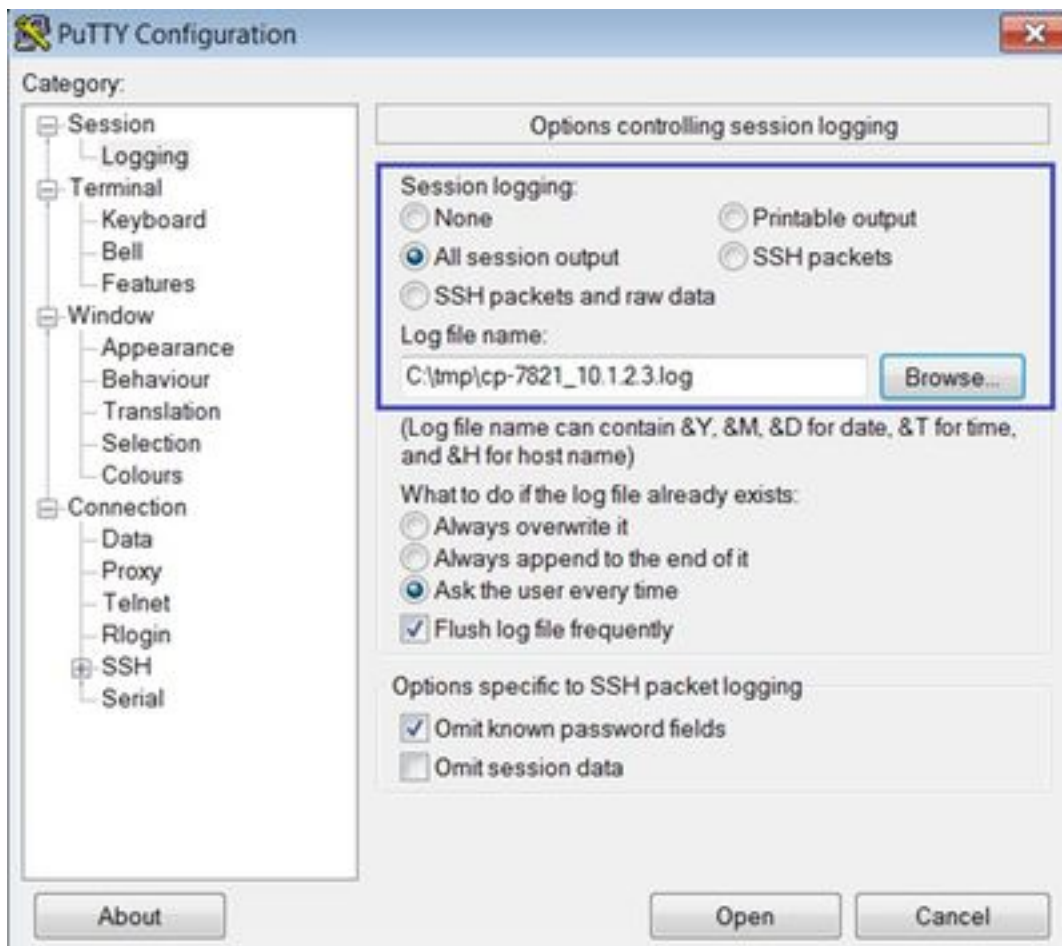 PuTTY Configuration
Category:
Session
Logging
Terminal
Keyboard
Bell
Features
Window
Appearance
Behaviour
Translation
Selection
Colours
Connection
Data
Proxy
Telnet
Rlogin
SSH
Serial
Options controlling session logging
Session logging:
None
Printable output
All session output
SSH packets
SSH packets and raw data
Log file name:
C:\tmp\cp-7821_10.1.2.3.log
Browse...
(Log file name can contain &Y, &M, &D for date, &T for time,
and &H for host name)
What to do if the log file already exists:
Always overwrite it
Always append to the end of it
Ask the user every time
Flush log file frequently
Options specific to SSH packet logging
Omit known password fields
Omit session data
About
Open
Cancel